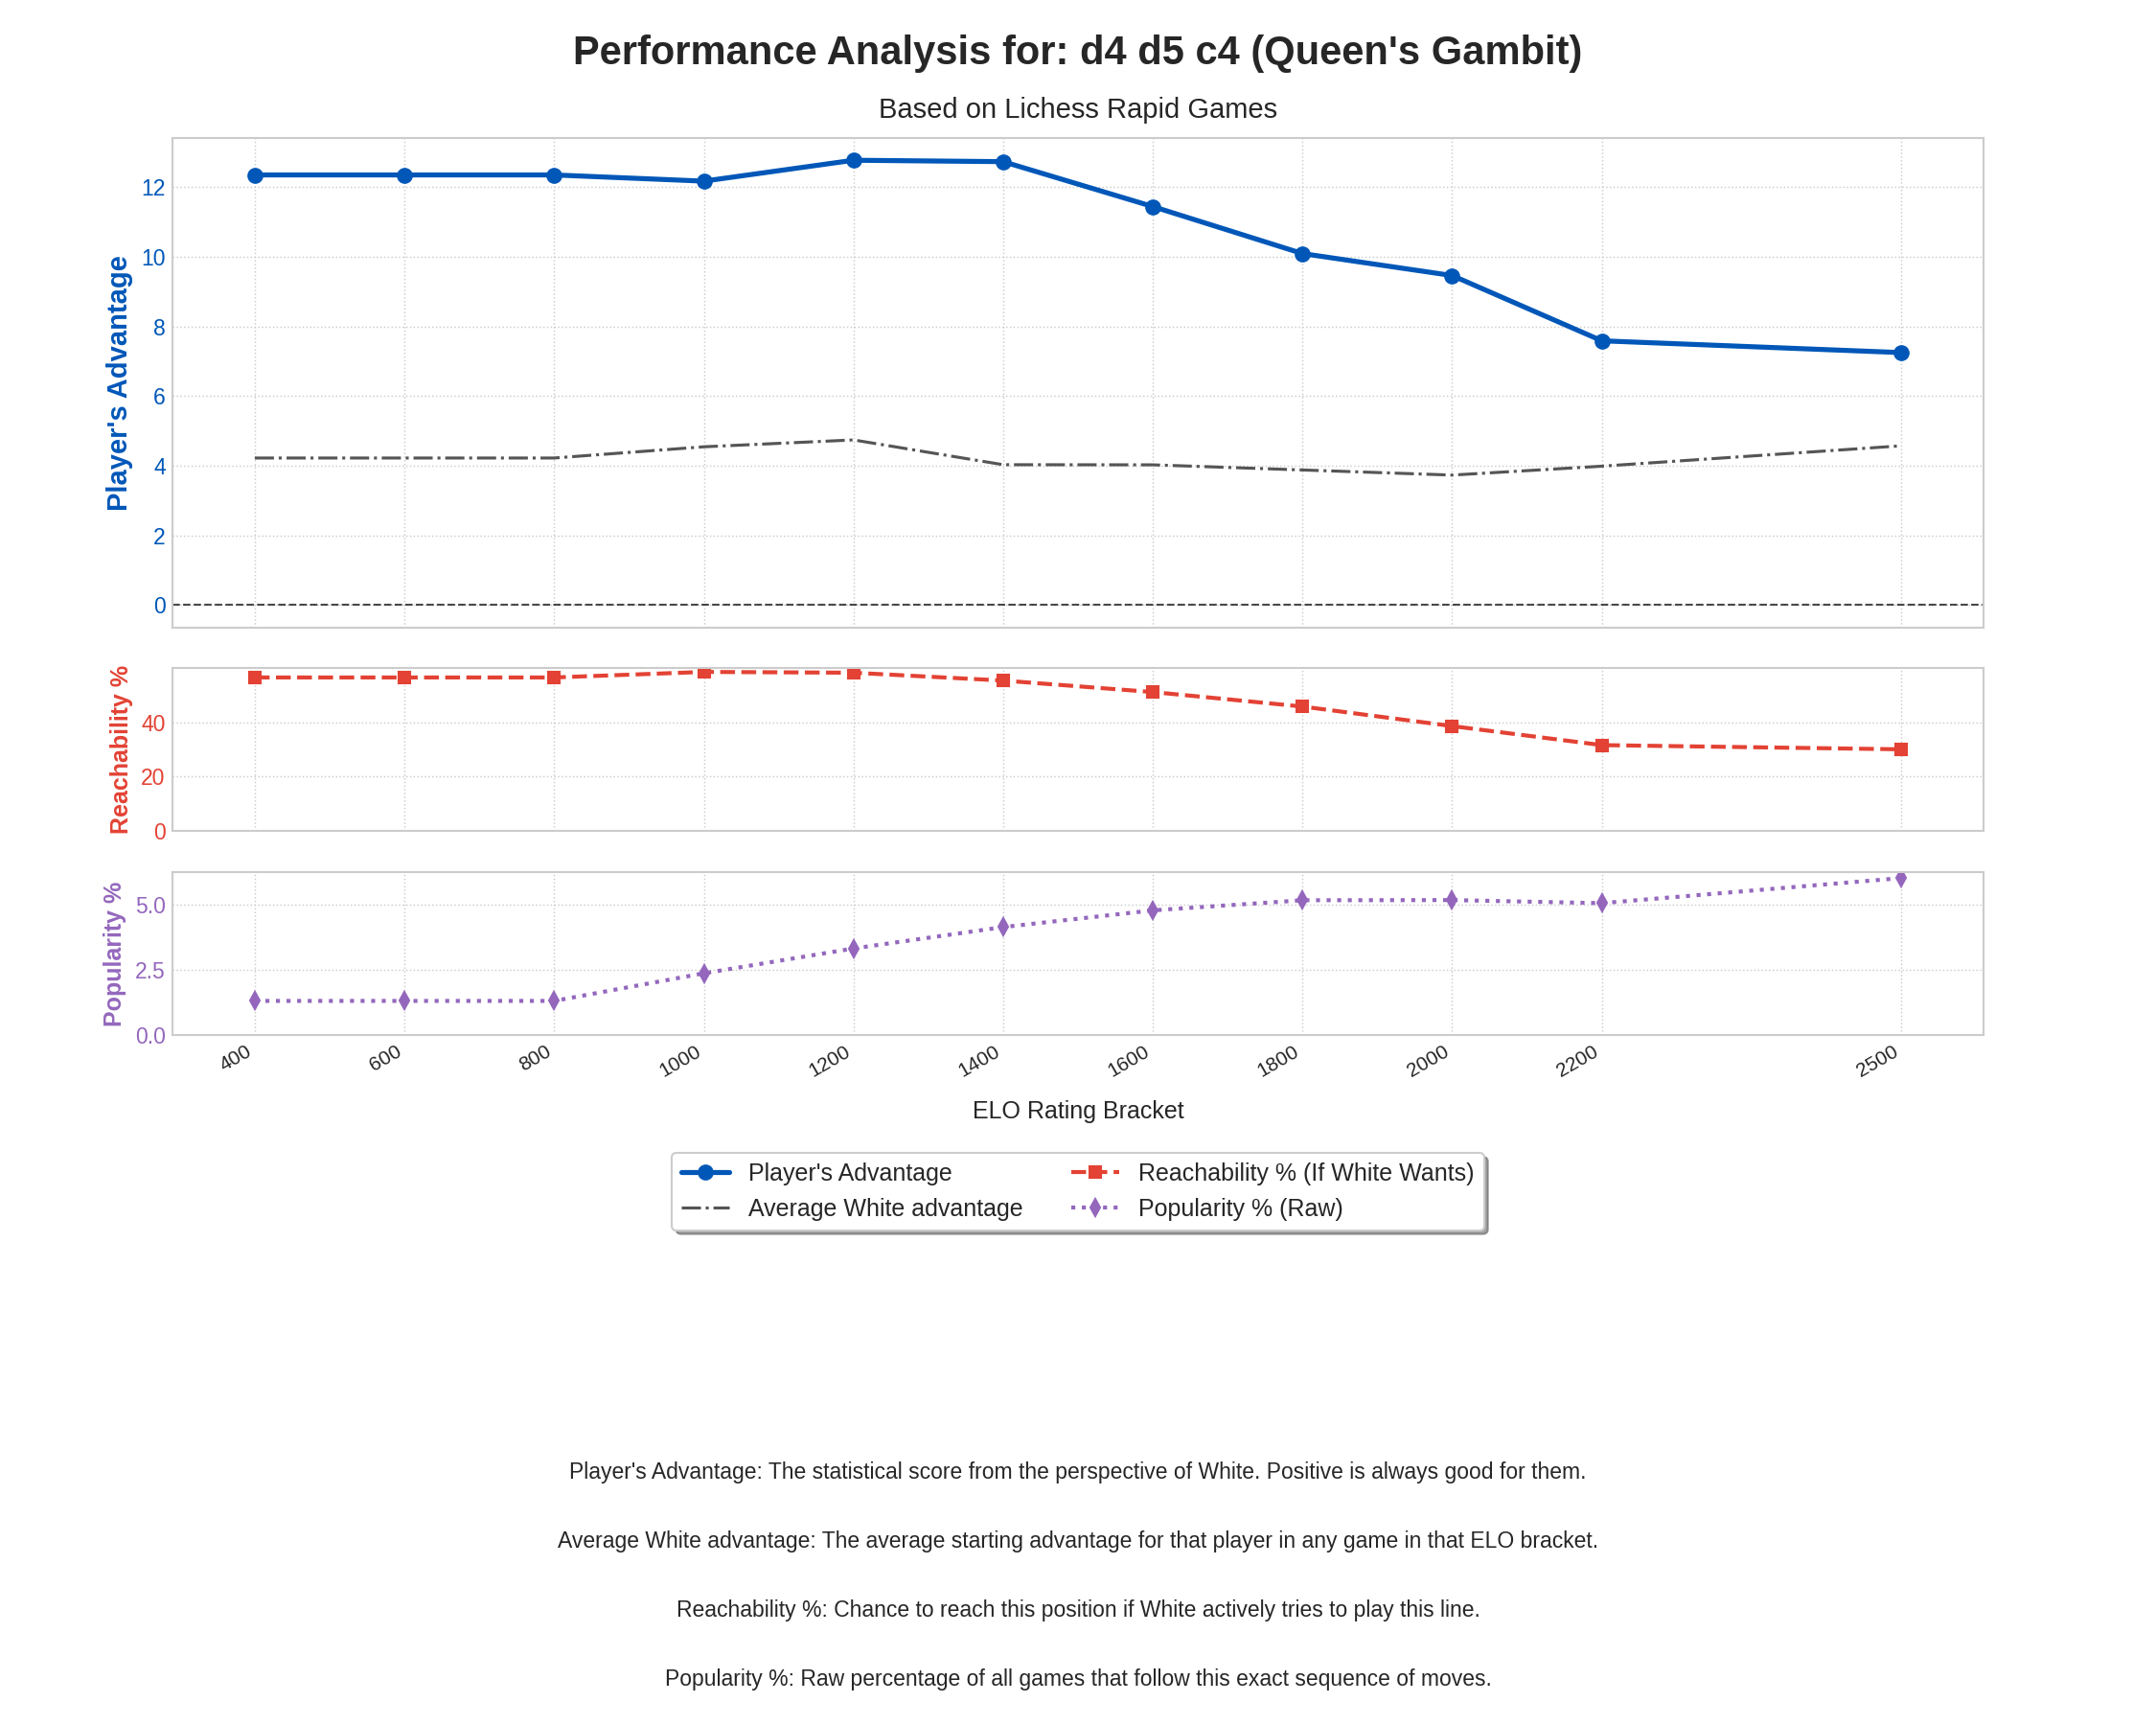 Performance Analysis for: d4 d5 c4 (Queen's Gambit)
Based on Lichess Rapid Games
Player's Advantage
12
10
8
6
4
2
0
Reachability %
40
20
0
Popularity %
5.0
2.5
0.0
400 600 800 1000 1200 1400 1600 1800 2000 2200 2500
ELO Rating Bracket
Player's Advantage
Average White advantage
Reachability % (If White Wants)
Popularity % (Raw)
Player's Advantage: The statistical score from the perspective of White. Positive is always good for them.
Average White advantage: The average starting advantage for that player in any game in that ELO bracket.
Reachability %: Chance to reach this position if White actively tries to play this line.
Popularity %: Raw percentage of all games that follow this exact sequence of moves.